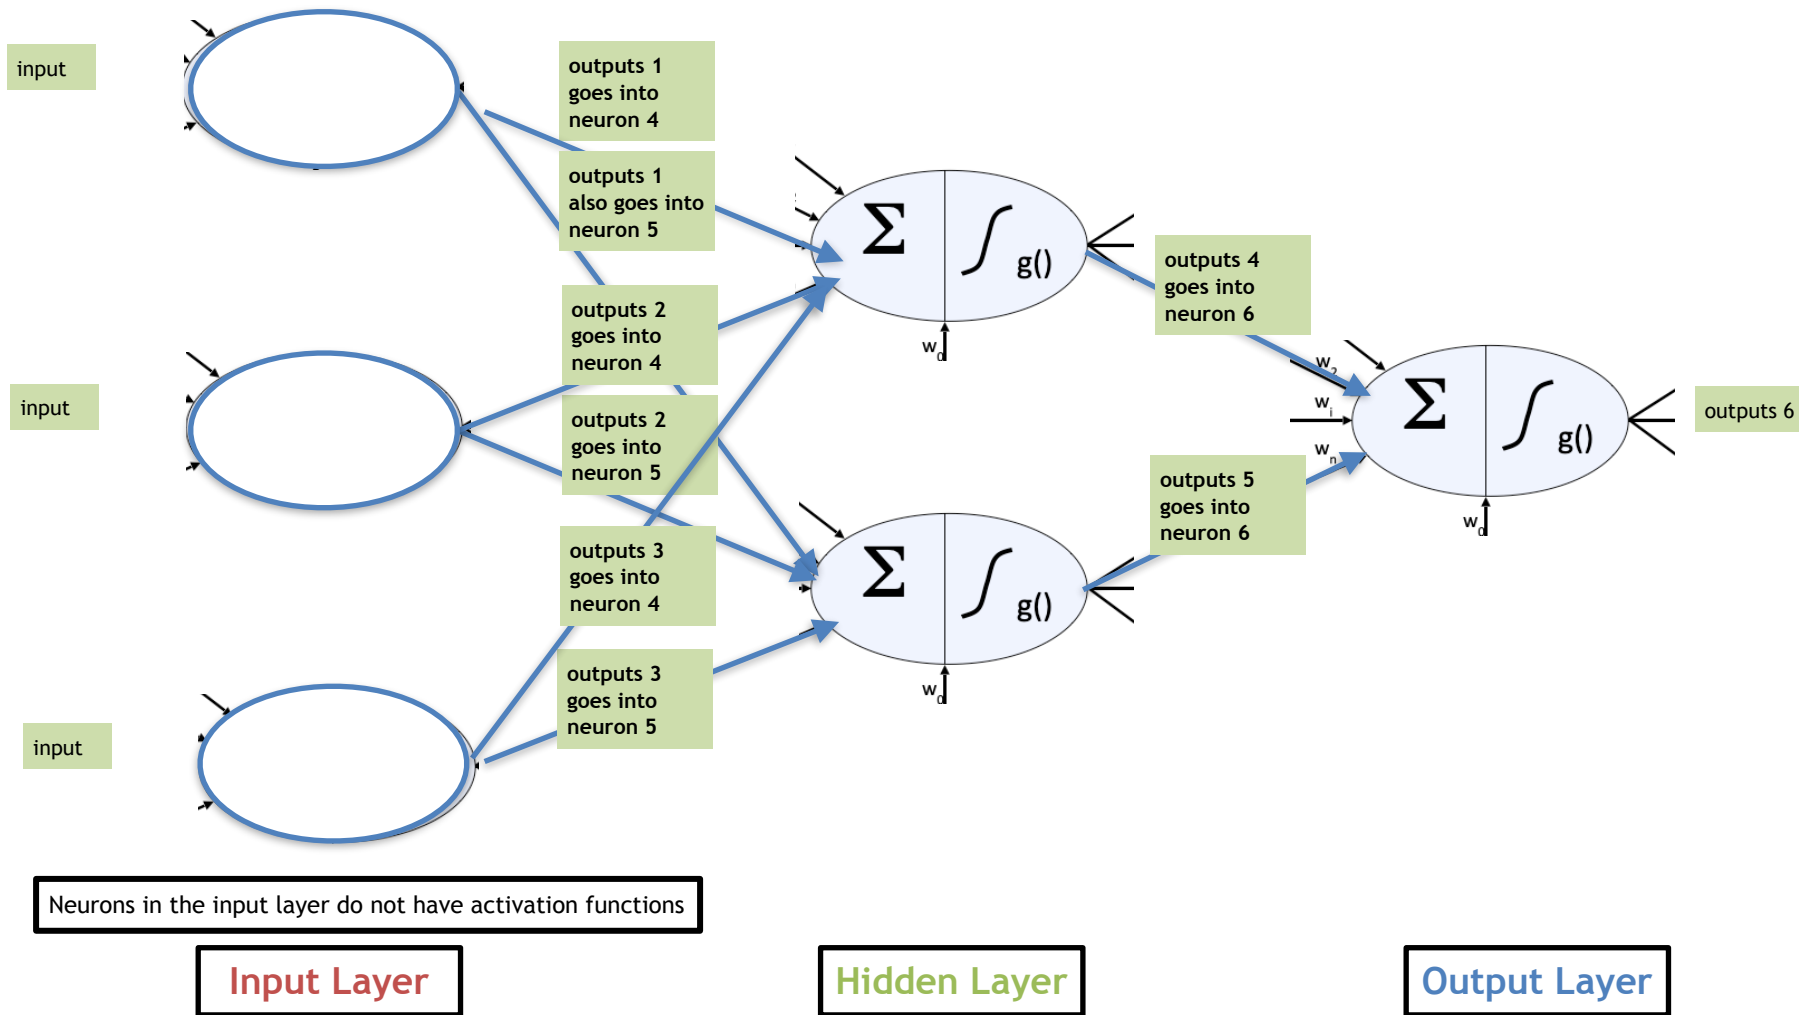 input
outputs 1
goes into
neuron 4
outputs 1
also goes into
neuron 5
input
outputs 2
goes into
neuron 4
outputs 2
goes into
neuron 5
input
outputs 3
goes into
neuron 4
outputs 3
goes into
neuron 5
Σ
g()
w0
Σ
g()
w0
outputs 4
goes into
neuron 6
outputs 5
goes into
neuron 6
w2
wi
wn
Σ
g()
w0
outputs 6
Neurons in the input layer do not have activation functions
Input Layer
Hidden Layer
Output Layer